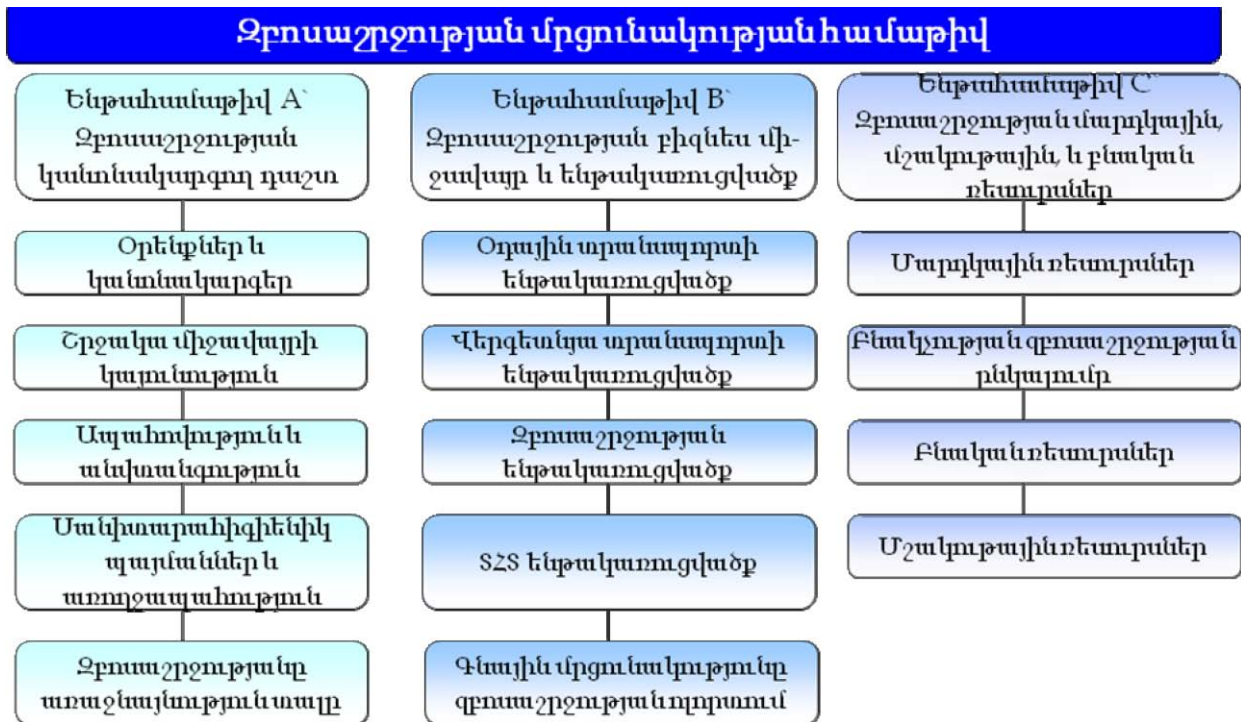 Զբոսաշրջության մրցունակության համաթիվ
Ենթահամաթիվ A՝
Զբոսաշրջության
կանոնակարգող դաշտ
Օրենքներ և
կանոնակարգեր
Շրջակա միջավայրի
կայունություն
Ապահովություն և
անվտանգություն
Սանիտարահիգիենիկ
պայմաններ և
առողջապահություն
Զբոսաշրջությանը
առաջնայնություն տալը
Ենթահամաթիվ B՝
Զբոսաշրջության բիզնես մի-
ջավայր և ենթակառուցվածք
Օդային տրանսպորտի
ենթակառուցվածք
Վերգետնյա տրանսպորտի
ենթակառուցվածք
Զբոսաշրջության
ենթակառուցվածք
ՏՀՏ ենթակառուցվածք
Գնային մրցունակությունը
զբոսաշրջության ոլորտում
Ենթահամաթիվ C՝
Զբոսաշրջության մարդկային,
մշակութային, և բնական
ռեսուրսներ
Մարդկային ռեսուրսներ
Բնակչության զբոսաշրջության
ընկալումը
Բնական ռեսուրսներ
Մշակութային ռեսուրսներ